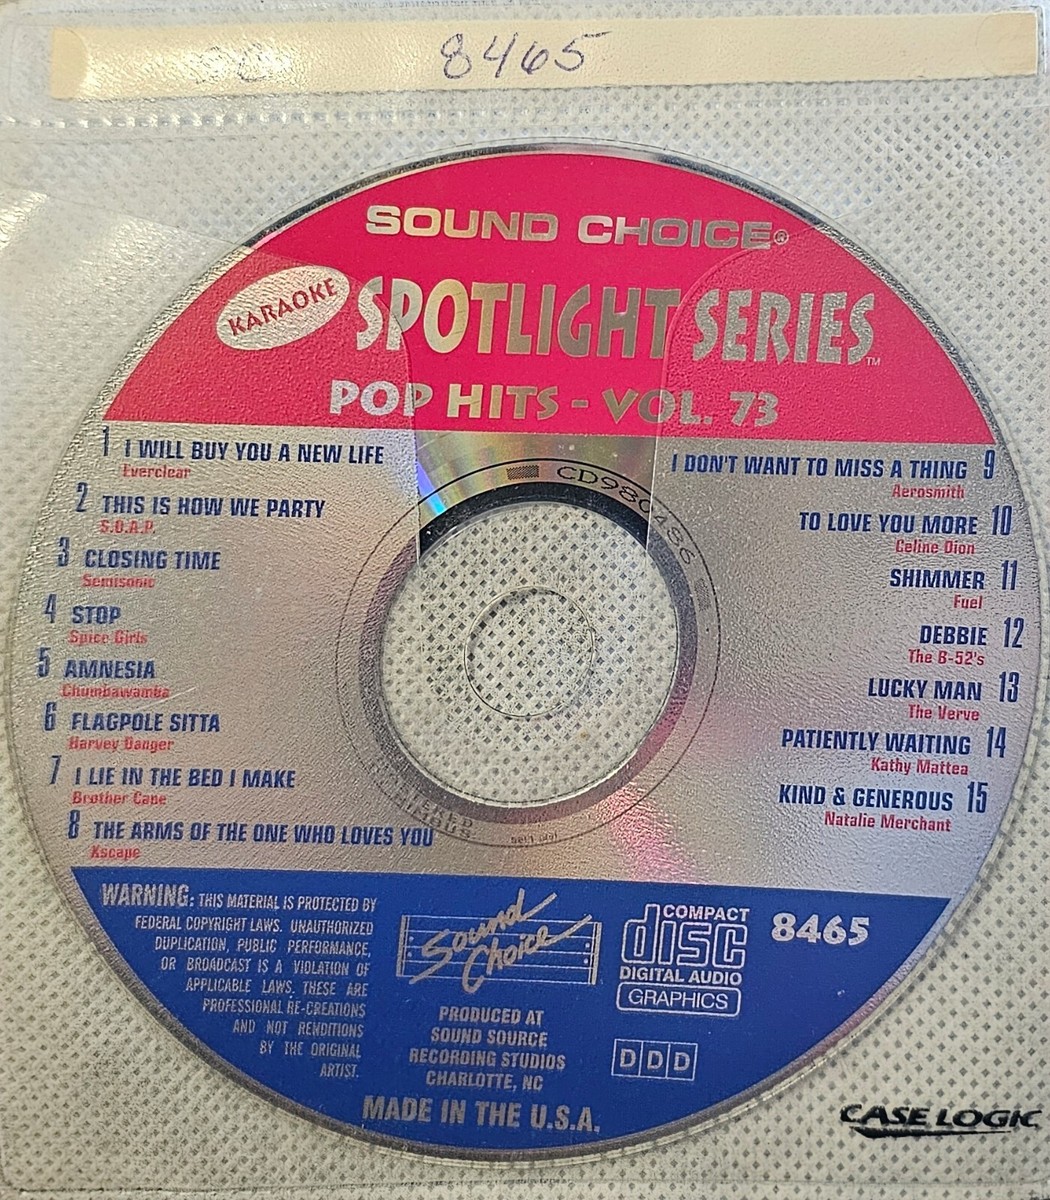 SC 8465
SOUND CHOICE®
KARAOKE SPOTLIGHT SERIES™
POP HITS - VOL. 73
1 I WILL BUY YOU A NEW LIFE
Everclear
2 THIS IS HOW WE PARTY
S.O.A.P.
3 CLOSING TIME
Semisonic
4 STOP
Spice Girls
5 AMNESIA
Chumbawamba
6 FLAGPOLE SITTA
Harvey Danger
7 I LIE IN THE BED I MAKE
Brother Cane
8 THE ARMS OF THE ONE WHO LOVES YOU
Xscape
I DON'T WANT TO MISS A THING 9
Aerosmith
TO LOVE YOU MORE 10
Celine Dion
SHIMMER 11
Fuel
DEBBIE 12
The B-52's
LUCKY MAN 13
The Verve
PATIENTLY WAITING 14
Kathy Mattea
KIND & GENEROUS 15
Natalie Merchant
CD980486
WARNING: THIS MATERIAL IS PROTECTED BY
FEDERAL COPYRIGHT LAWS. UNAUTHORIZED
DUPLICATION, PUBLIC PERFORMANCE,
OR BROADCAST IS A VIOLATION OF
APPLICABLE LAWS. THESE ARE
PROFESSIONAL RE-CREATIONS
AND NOT RENDITIONS
BY THE ORIGINAL
ARTIST.
Sound
Choice
PRODUCED AT
SOUND SOURCE
RECORDING STUDIOS
CHARLOTTE, NC
MADE IN THE U.S.A.
COMPACT
disc
DIGITAL AUDIO
GRAPHICS
DDD
8465
CASE LOGIC